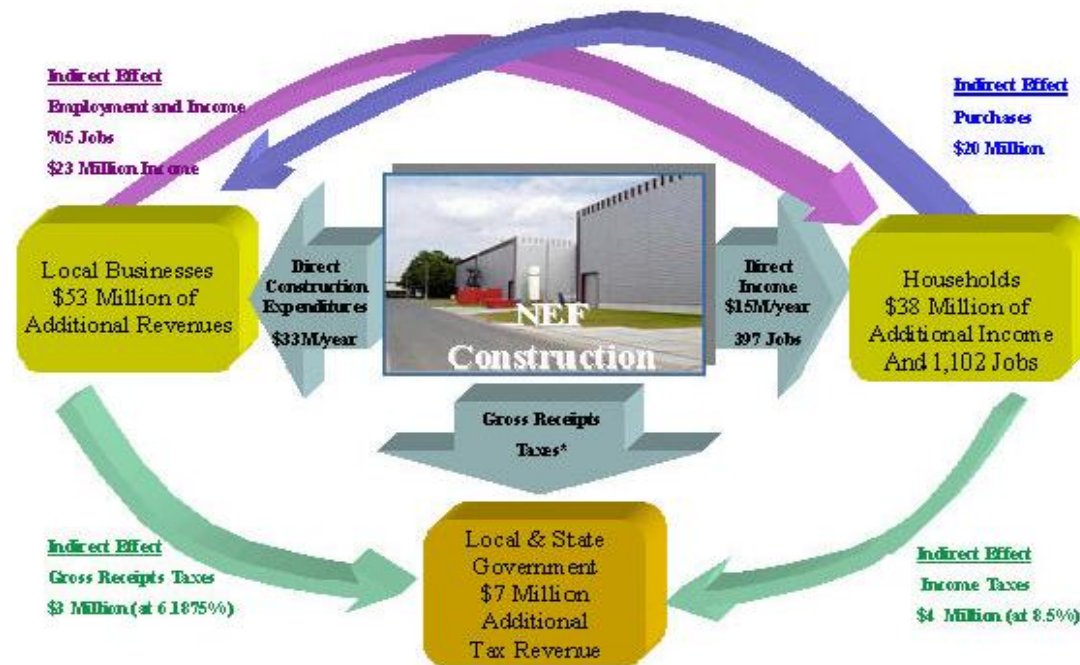 Indirect Effect
Employment and Income
705 Jobs
$23 Million Income
Indirect Effect
Purchases
$20 Million
Local Businesses
$53 Million of
Additional Revenues
Direct
Construction
Expenditures
$33M/year
i
NEF
Construction
Direct
Income
$15M/year
397 Jobs
Households
$38 Million of
Additional Income
And 1,102 Jobs
Gross Receipts
Taxes*
Indirect Effect
Gross Receipts Taxes
$3 Million (at 6.1875%)
Local & State
Government
$7 Million
Additional
Tax Revenue
Indirect Effect
Income Taxes
$4 Million (at 8.5%)